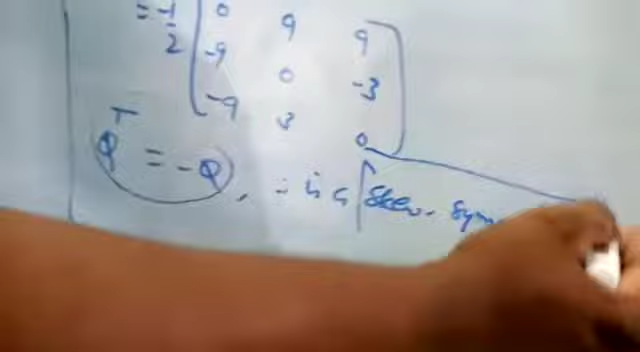 = -1/2 [ 0 9 9
-9 0 -3
-9 3 0 ]
Q^T = -Q, ∴ is a Skew-Sym